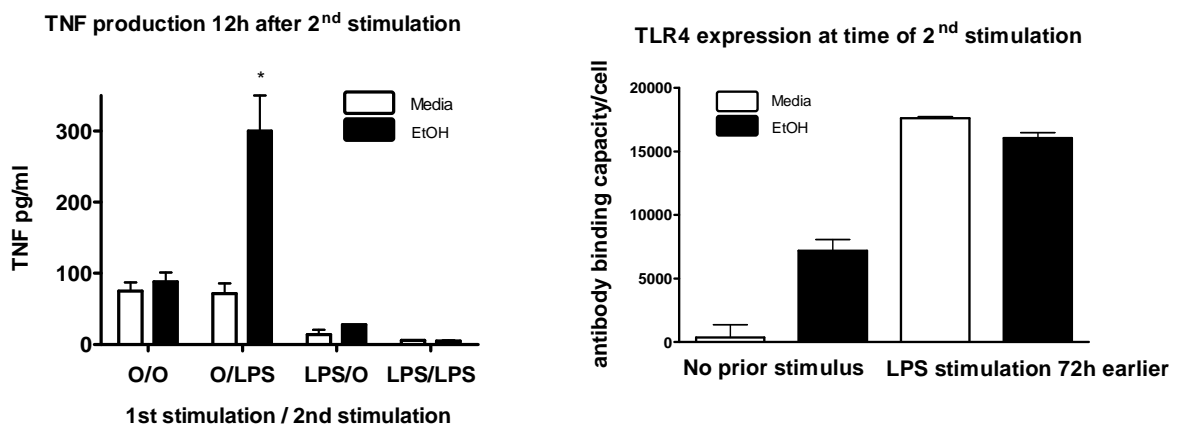 TNF production 12h after 2nd stimulation
*
Media
EtOH
300
200
100
0
TNF pg/ml
O/O O/LPS LPS/O LPS/LPS
1st stimulation / 2nd stimulation
TLR4 expression at time of 2nd stimulation
Media
EtOH
20000
15000
10000
5000
0
antibody binding capacity/cell
No prior stimulus LPS stimulation 72h earlier